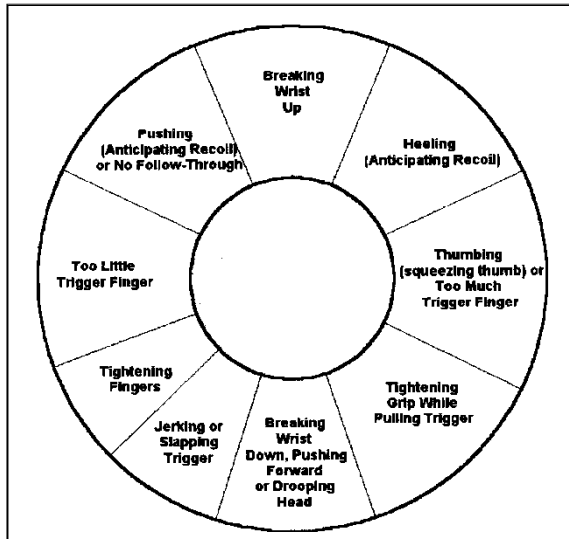 Breaking
Wrist
Up
Heeling
(Anticipating Recoil)
Thumbing
(squeezing thumb) or
Too Much
Trigger Finger
Tightening
Grip While
Pulling Trigger
Breaking
Wrist
Down, Pushing
Forward
or Drooping
Head
Jerking or
Slapping
Trigger
Tightening
Fingers
Too Little
Trigger Finger
Pushing
(Anticipating Recoil)
or No Follow-Through